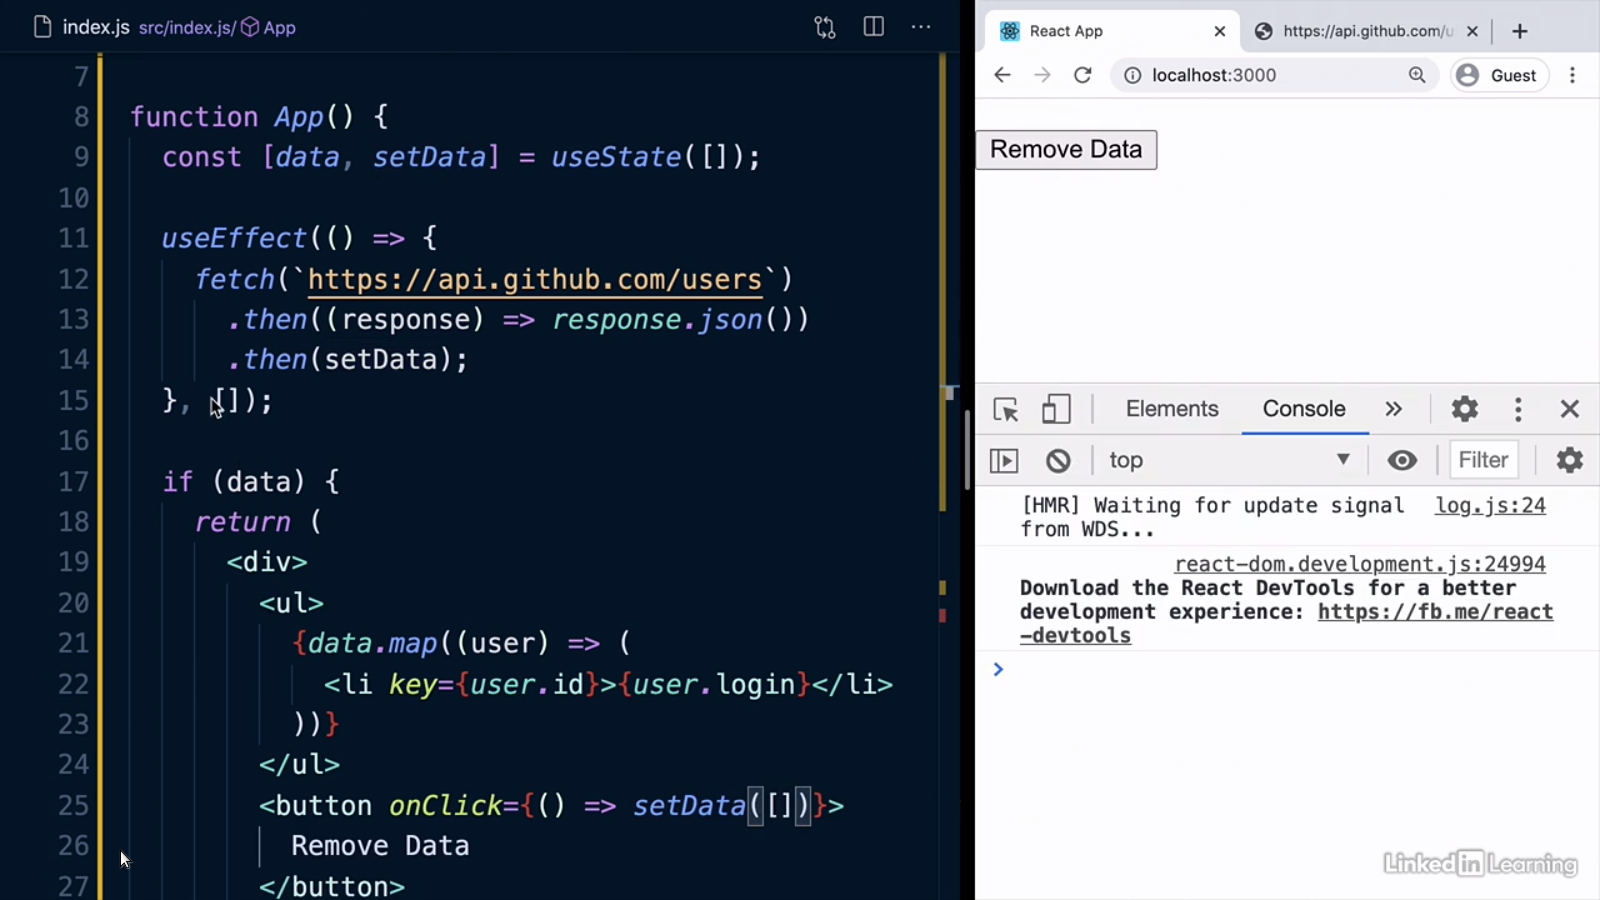 index.js src/index.js/ App
7
8 function App() {
9 const [data, setData] = useState([]);
10
11 useEffect(() => {
12 fetch(`https://api.github.com/users`)
13 .then((response) => response.json())
14 .then(setData);
15 }, []);
16
17 if (data) {
18 return (
19 <div>
20 <ul>
21 {data.map((user) => (
22 <li key={user.id}>{user.login}</li>
23 ))}
24 </ul>
25 <button onClick={() => setData([])}>
26 Remove Data
27 </button>
React App
https://api.github.com/u
localhost:3000
Guest
Remove Data
Elements Console
top Filter
[HMR] Waiting for update signal log.js:24
from WDS...
react-dom.development.js:24994
Download the React DevTools for a better
development experience: https://fb.me/react
-devtools
LinkedIn Learning